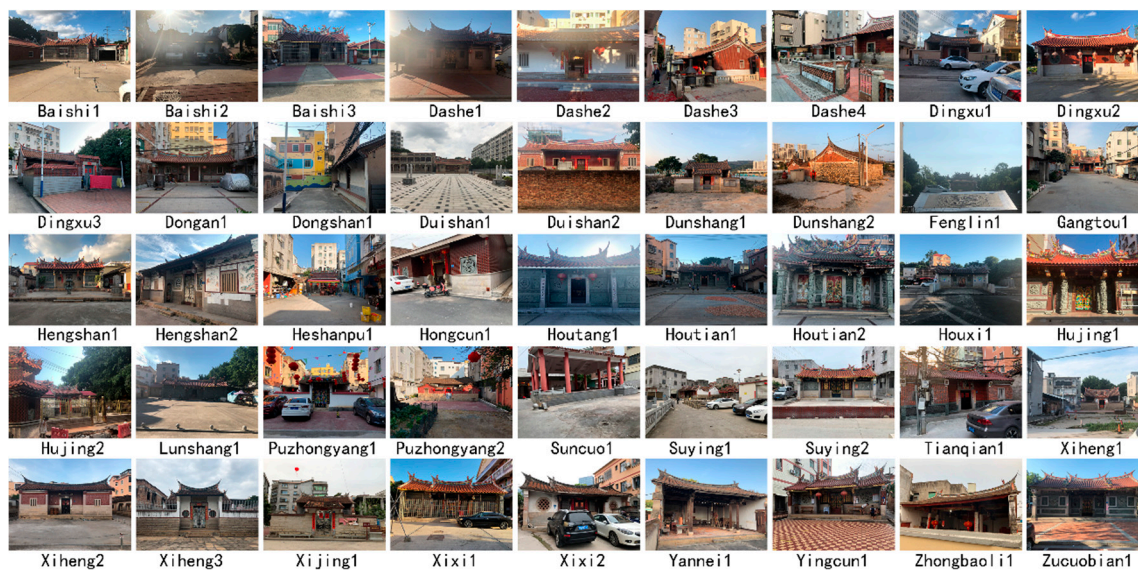 Baishi1 Baishi2 Baishi3 Dashe1 Dashe2 Dashe3 Dashe4 Dingxu1 Dingxu2
Dingxu3 Dongan1 Dongshan1 Duishan1 Duishan2 Dunshang1 Dunshang2 Fenglin1 Gangtou1
Hengshan1 Hengshan2 Heshanpu1 Hongcun1 Houtang1 Houtian1 Houtian2 Houxi1 Hujing1
Hujing2 Lunshang1 Puzhongyang1 Puzhongyang2 Suncuo1 Suying1 Suying2 Tianqian1 Xiheng1
Xiheng2 Xiheng3 Xijing1 Xixi1 Xixi2 Yannei1 Yingcun1 Zhongbaoli1 Zucuobian1